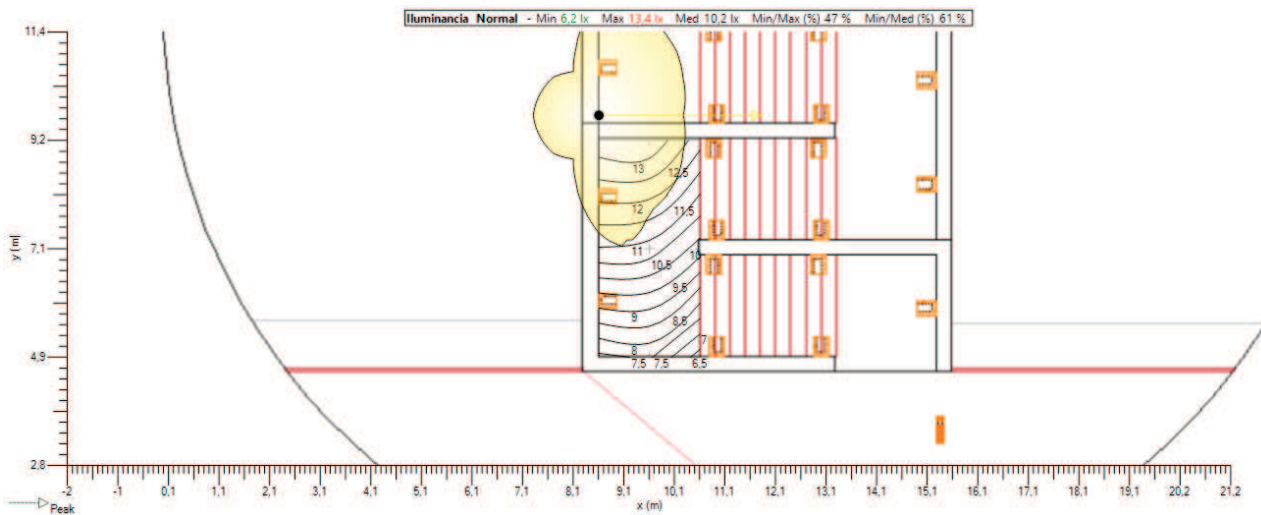 Iluminancia Normal - Min 6,2 lx Max 13,4 lx Med 10,2 lx Min/Max (%) 47 % Min/Med (%) 61 %
11,4
9,2
7,1
4,9
2,8
y (m)
13
12,5
12
11,5
11
10
10.5
9.5
9
8.5
7
8
7.5 7.5 6.5
-2 -1 0,1 1,1 2,1 3,1 4,1 5,1 6,1 7,1 8,1 9,1 10,1 11,1 12,1 13,1 14,1 15,1 16,1 17,1 18,1 19,1 20,2 21,2
x (m)
Peak